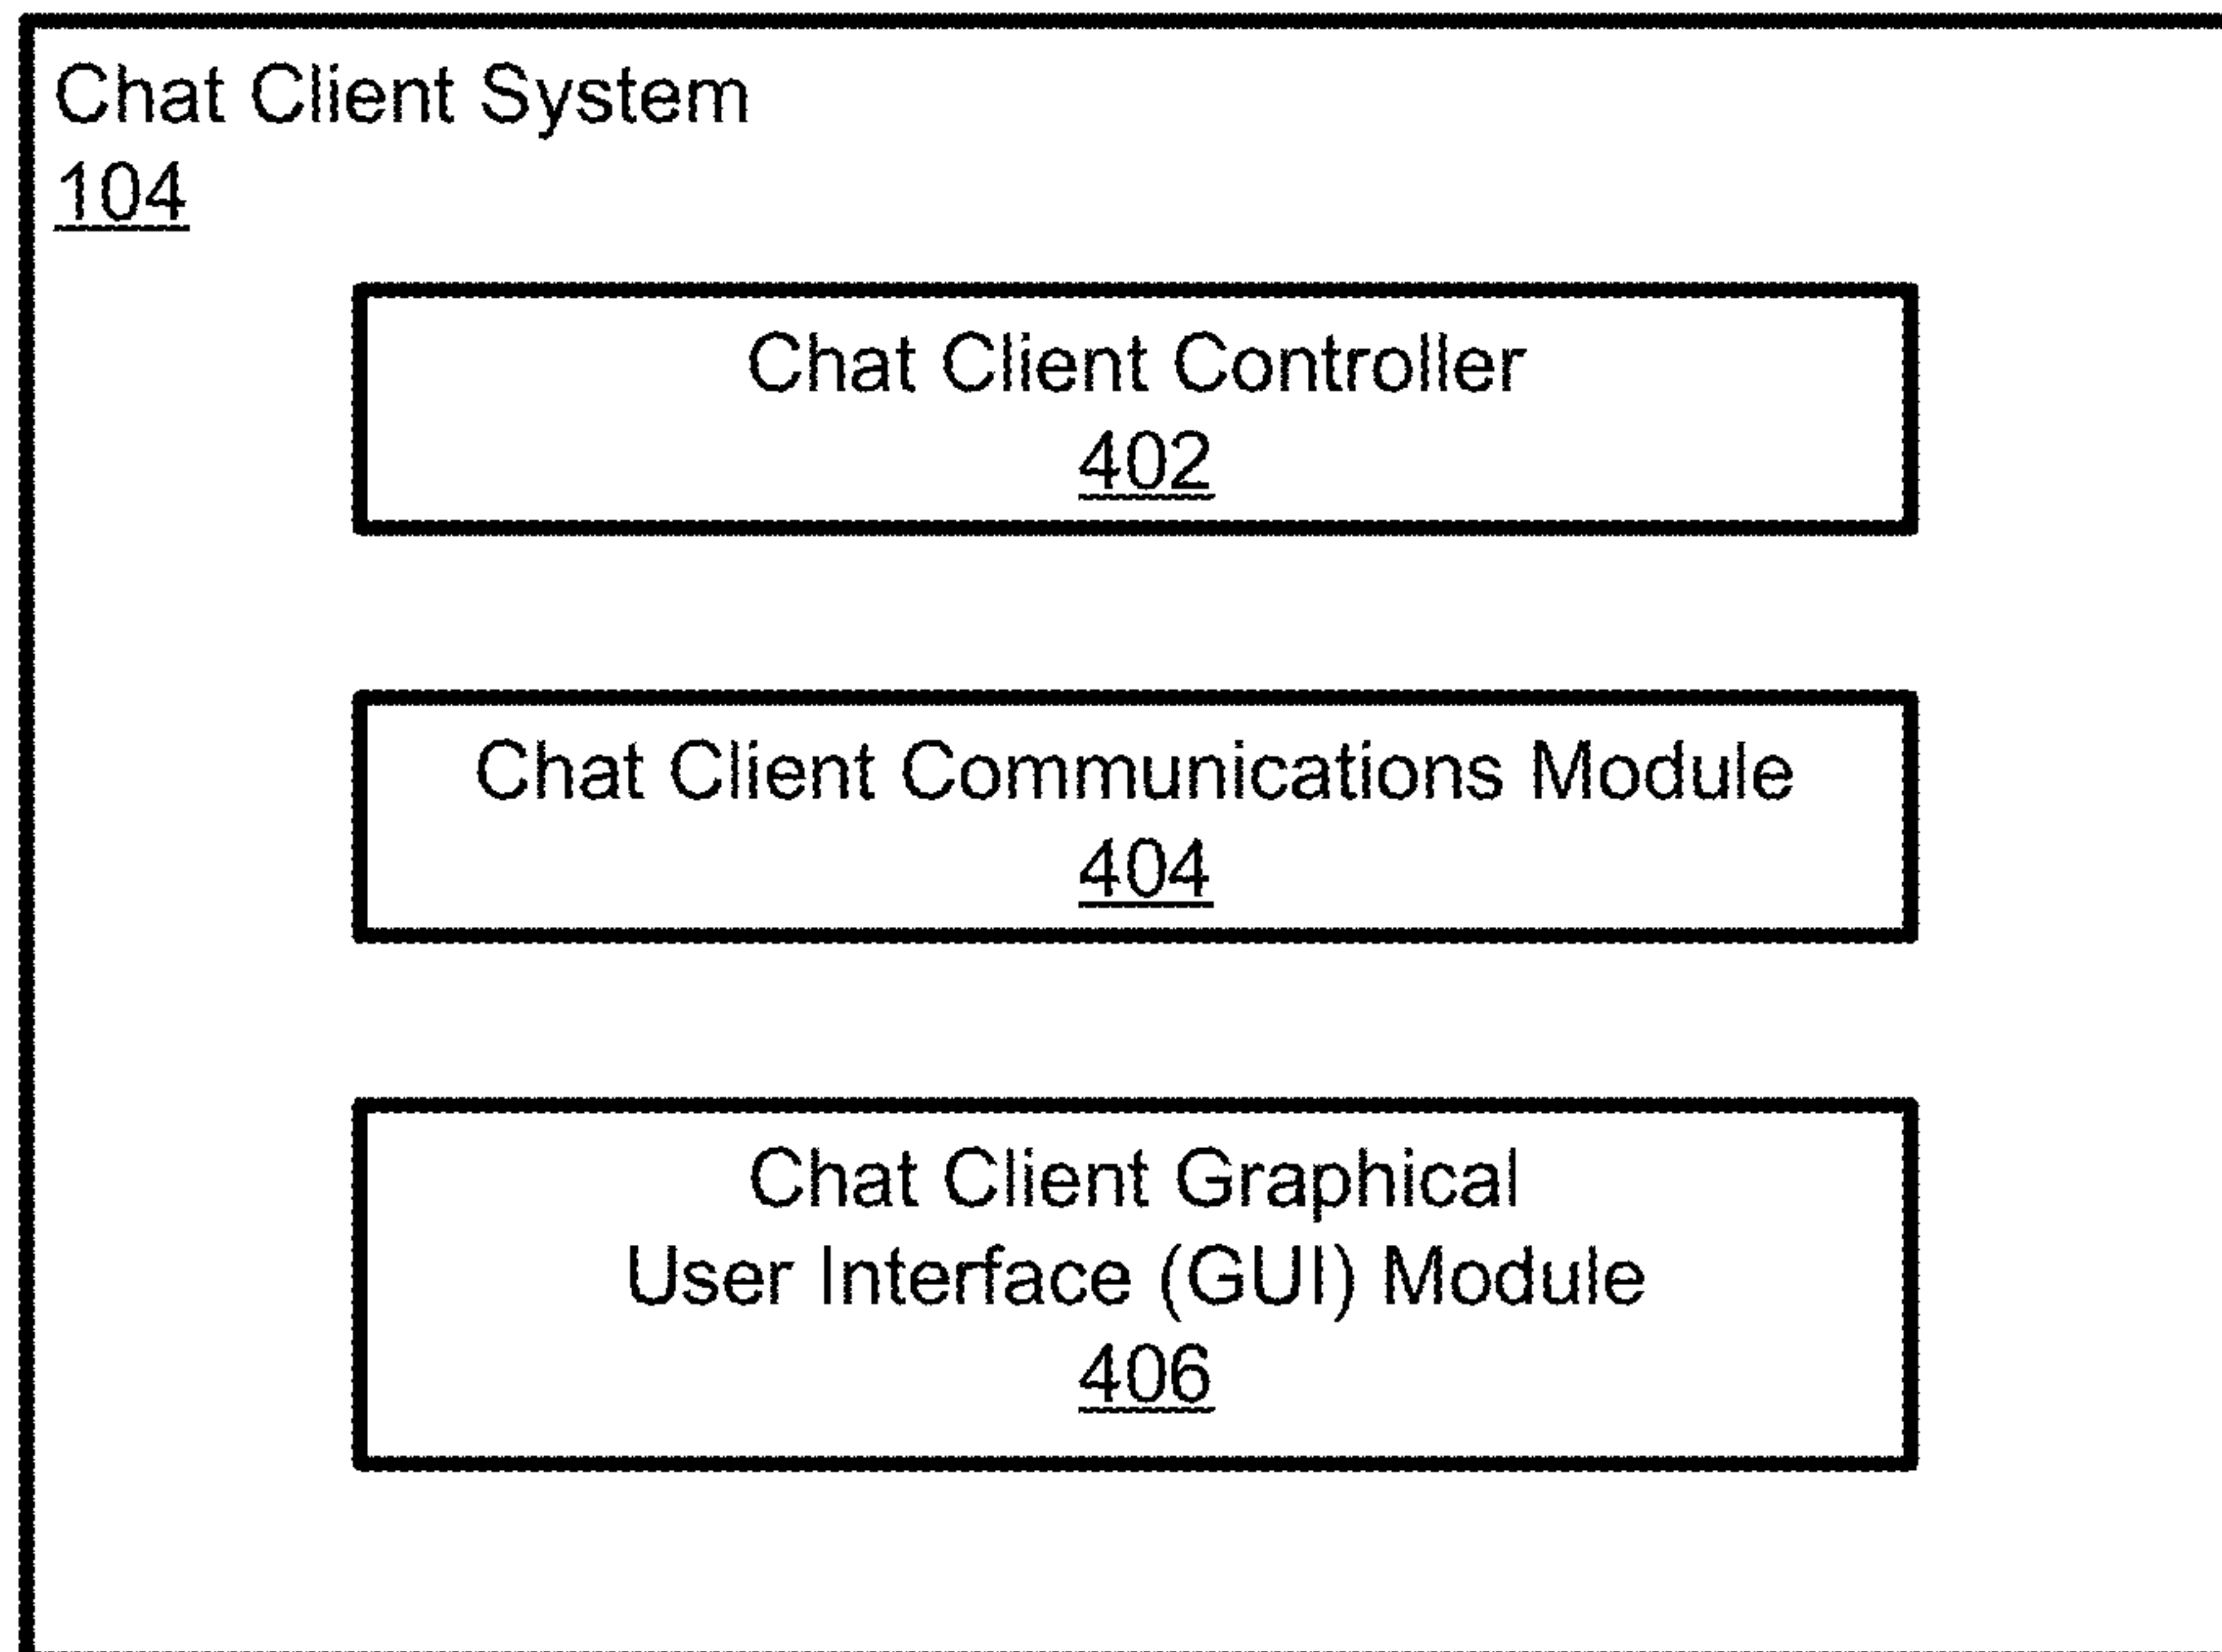 Chat Client System
104
Chat Client Controller
402
Chat Client Communications Module
404
Chat Client Graphical
User Interface (GUI) Module
406